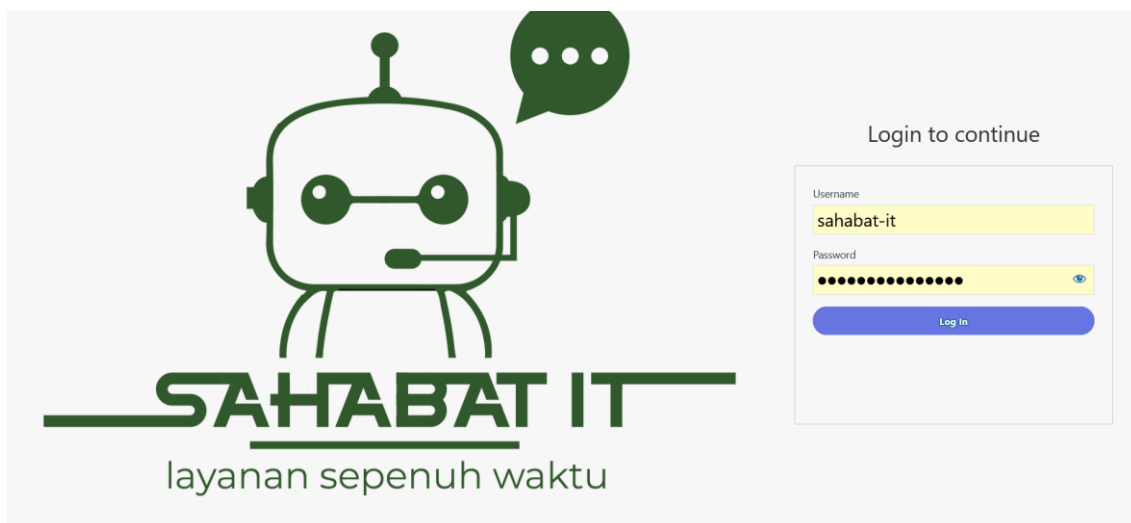 SAHABAT IT
layanan sepenuh waktu
Login to continue
Username
sahabat-it
Password
●●●●●●●●●●●●●●●
Log In